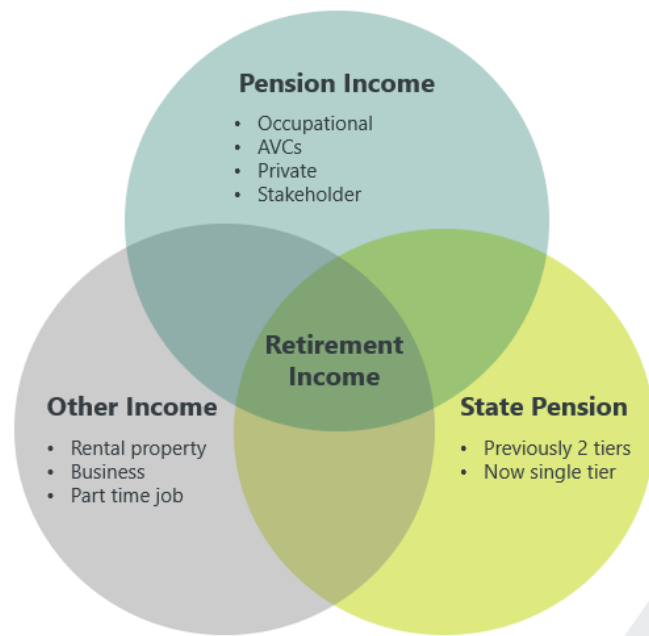 Pension Income
• Occupational
• AVCs
• Private
• Stakeholder
Retirement
Income
Other Income
• Rental property
• Business
• Part time job
State Pension
• Previously 2 tiers
• Now single tier